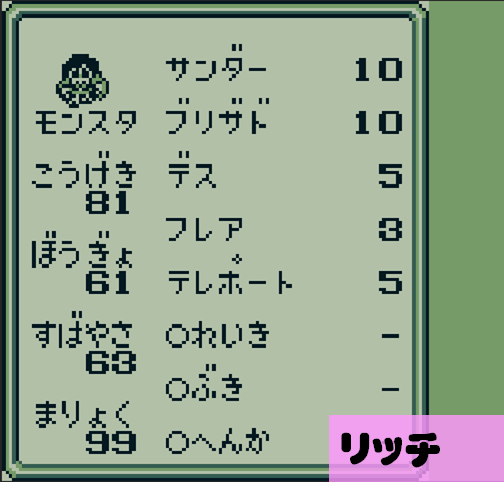 サンダー 10
モンスタ ブリザド 10
こうげき デス 5
81
ぼうぎょ フレア 3
61 テレポート 5
すばやさ ○れいき -
63
○ぶき -
まりょく
99 ○へんか
リッチ